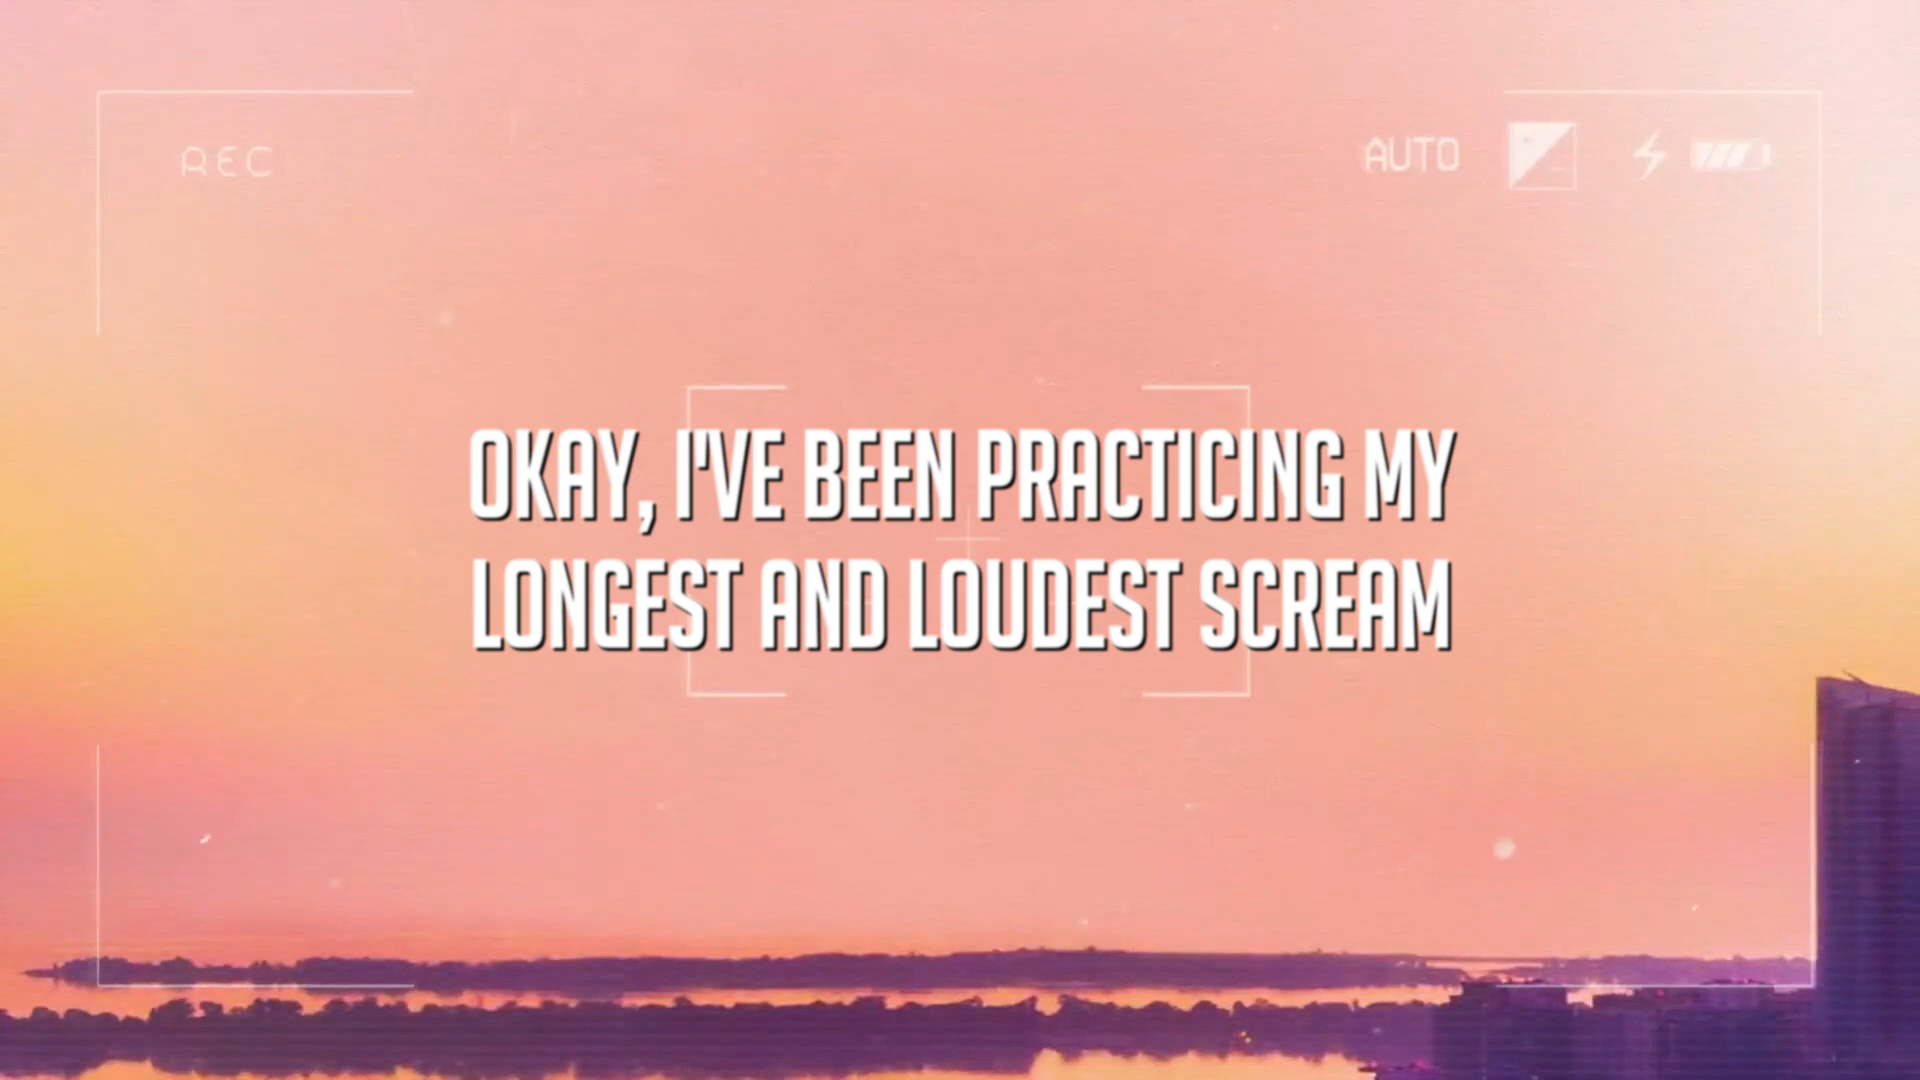 REC
AUTO
OKAY, I'VE BEEN PRACTICING MY
LONGEST AND LOUDEST SCREAM